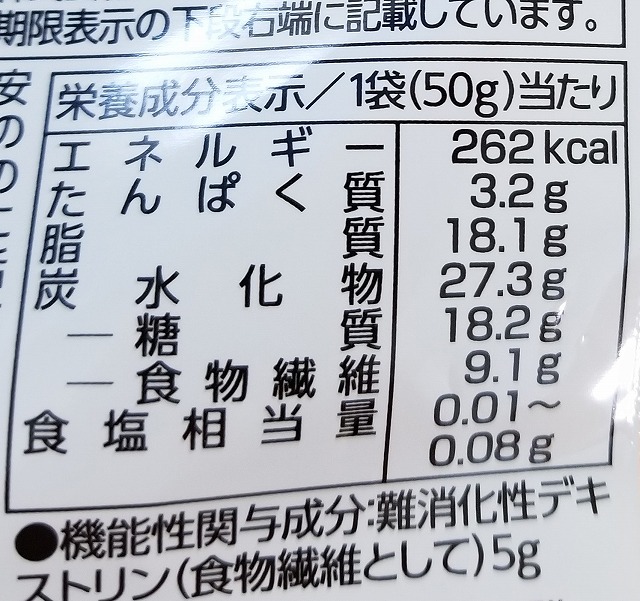 期限表示の下段右端に記載しています。
栄養成分表示/1袋(50g)当たり
エネルギー 262kcal
たんぱく質 3.2g
脂質 18.1g
炭水化物 27.3g
―糖質 18.2g
―食物繊維 9.1g
食塩相当量 0.01〜
0.08g
●機能性関与成分:難消化性デキ
ストリン(食物繊維として)5g